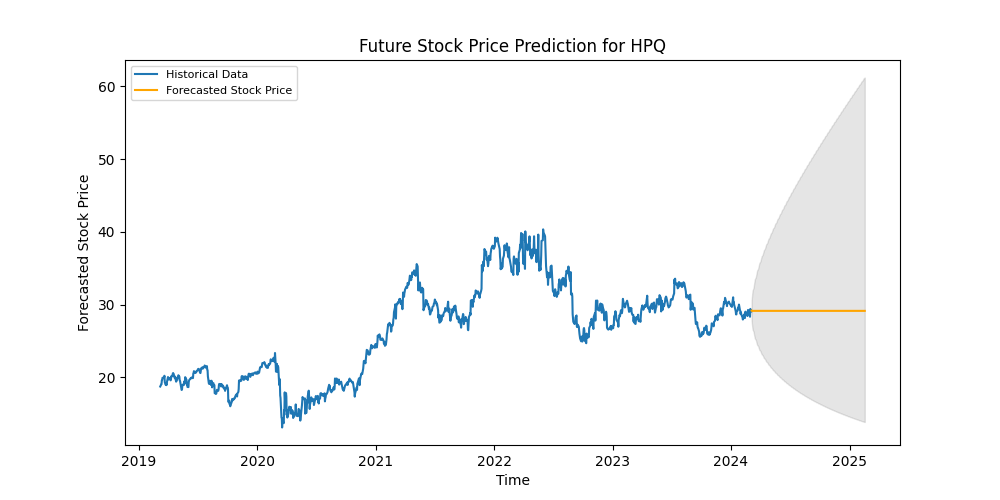 Future Stock Price Prediction for HPQ
Historical Data
Forecasted Stock Price
60
50
40
30
20
Forecasted Stock Price
2019 2020 2021 2022 2023 2024 2025
Time